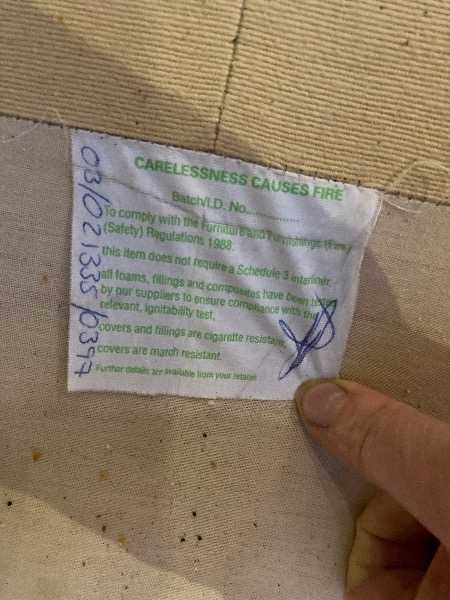 CARELESSNESS CAUSES FIRE
Batch/I.D. No.............
To comply with the Furniture and Furnishings (Fire)
(Safety) Regulations 1988:
this item does not require a Schedule 3 interliner.
all foams, fillings and composites have been tested
by our suppliers to ensure compliance with the
relevant, ignitability test,
covers and fillings are cigarette resistant,
covers are march resistant.
Further details are available from your retailer
03/021335/0397